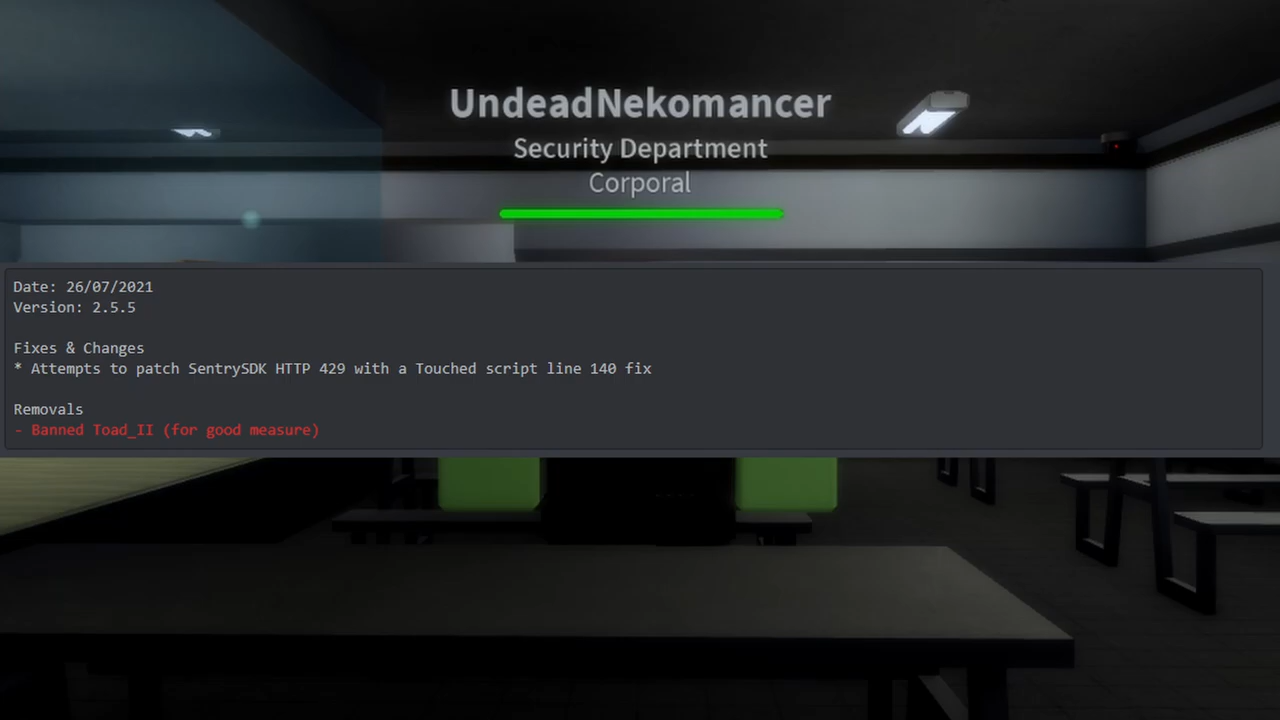 UndeadNekomancer
Security Department
Corporal
Date: 26/07/2021
Version: 2.5.5
Fixes & Changes
* Attempts to patch SentrySDK HTTP 429 with a Touched script line 140 fix
Removals
- Banned Toad_II (for good measure)